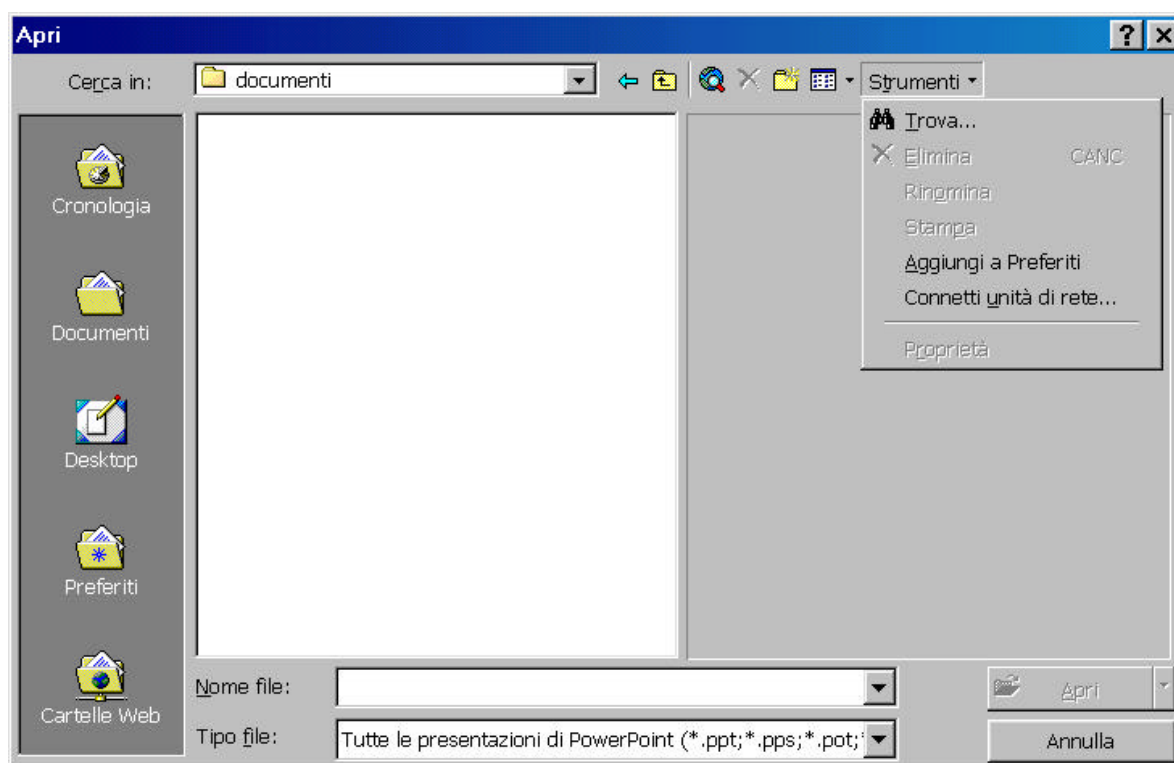 Apri
Cerca in:
documenti
Strumenti
Trova...
Elimina CANC
Ringmina
Stampa
Aggiungi a Preferiti
Connetti unità di rete...
Proprietà
Cronologia
Documenti
Desktop
Preferiti
Cartelle Web
Nome file:
Tipo file:
Tutte le presentazioni di PowerPoint (*.ppt;*.pps;*.pot;*
Apri
Annulla